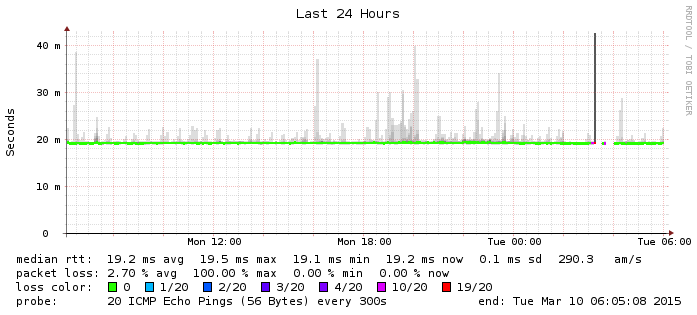 Last 24 Hours
RRDTOOL / TOBI OETIKER
Seconds
40 m
30 m
20 m
10 m
0
Mon 12:00 Mon 18:00 Tue 00:00 Tue 06:00
median rtt: 19.2 ms avg 19.5 ms max 19.1 ms min 19.2 ms now 0.1 ms sd 290.3 am/s
packet loss: 2.70 % avg 100.00 % max 0.00 % min 0.00 % now
loss color: 0 1/20 2/20 3/20 4/20 10/20 19/20
probe: 20 ICMP Echo Pings (56 Bytes) every 300s end: Tue Mar 10 06:05:08 2015